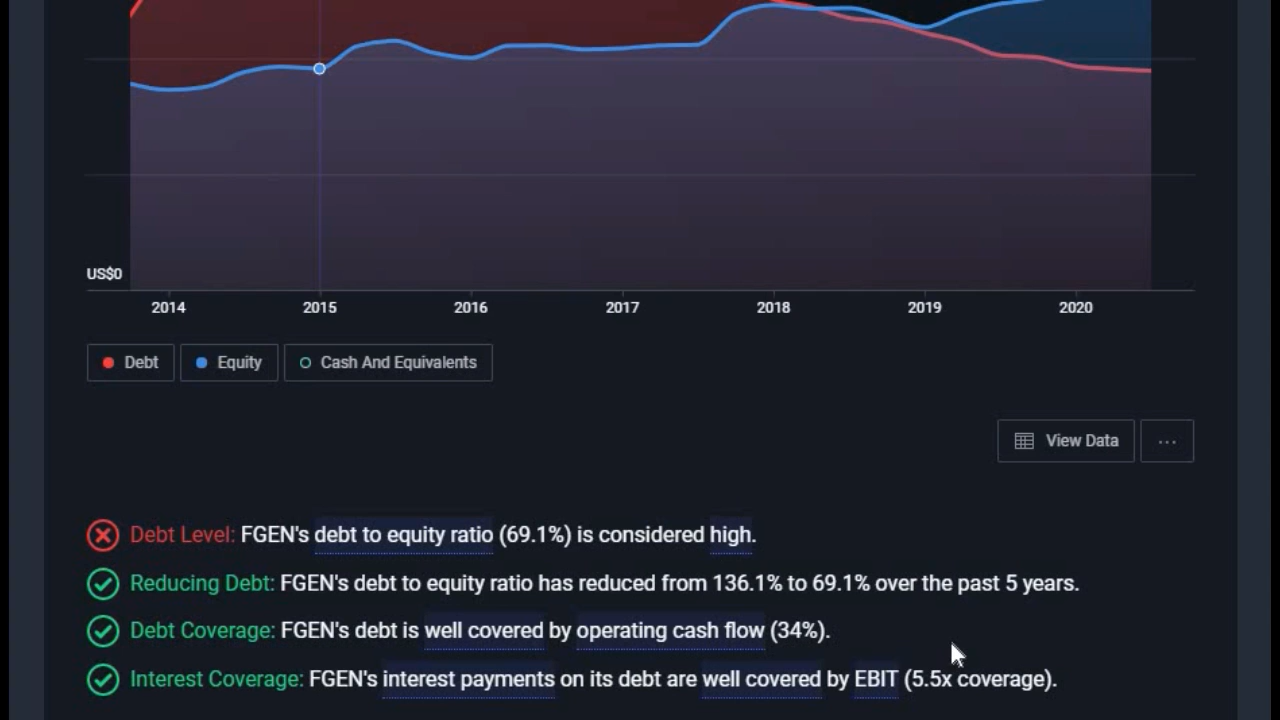 US$0
2014 2015 2016 2017 2018 2019 2020
Debt Equity Cash And Equivalents
View Data ...
Debt Level: FGEN's debt to equity ratio (69.1%) is considered high.
Reducing Debt: FGEN's debt to equity ratio has reduced from 136.1% to 69.1% over the past 5 years.
Debt Coverage: FGEN's debt is well covered by operating cash flow (34%).
Interest Coverage: FGEN's interest payments on its debt are well covered by EBIT (5.5x coverage).